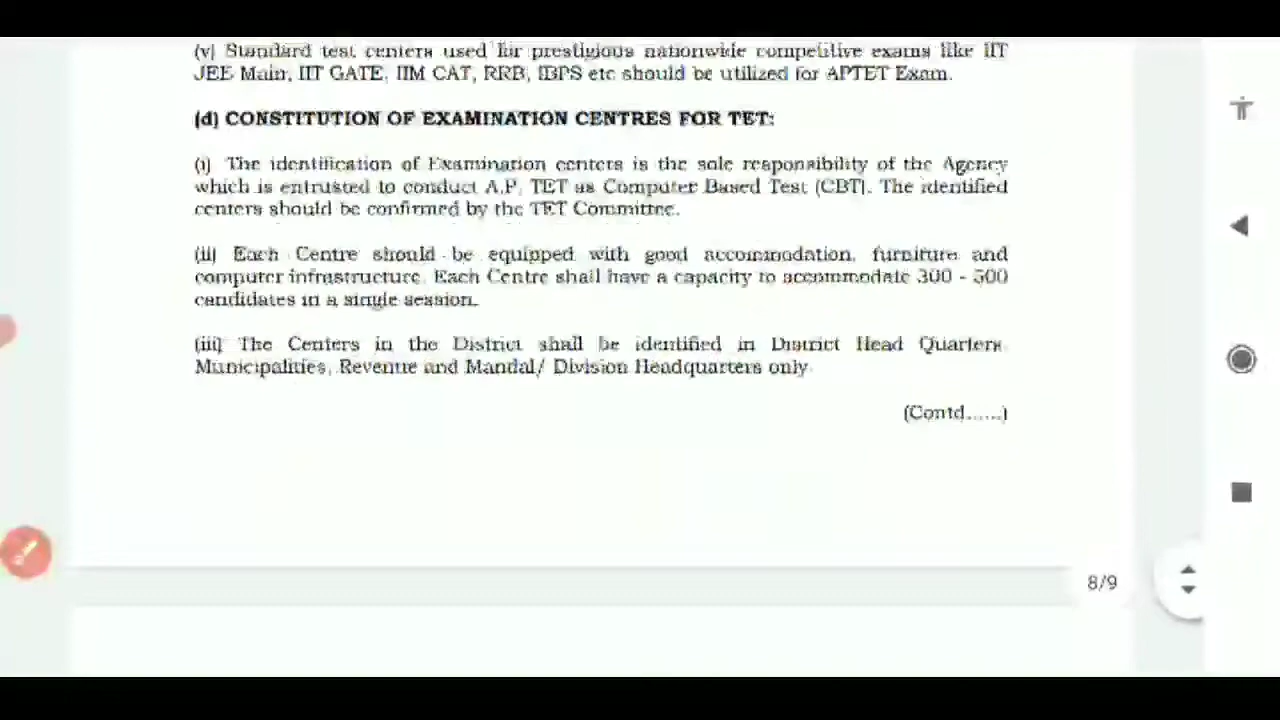 (v) Standard test centers used for prestigious nationwide competitive exams like IIT
JEE Main, IIT GATE, IIM CAT, RRB, IBPS etc should be utilized for APTET Exam.
(d) CONSTITUTION OF EXAMINATION CENTRES FOR TET:
(i) The identification of Examination centers is the sole responsibility of the Agency
which is entrusted to conduct A.P. TET as Computer Based Test (CBT). The identified
centers should be confirmed by the TET Committee.
(ii) Each Centre should be equipped with good accommodation, furniture and
computer infrastructure. Each Centre shall have a capacity to accommodate 300 - 500
candidates in a single session.
(iii) The Centers in the District shall be identified in District Head Quarters
Municipalities, Revenue and Mandal/ Division Headquarters only
(Contd......)
8/9